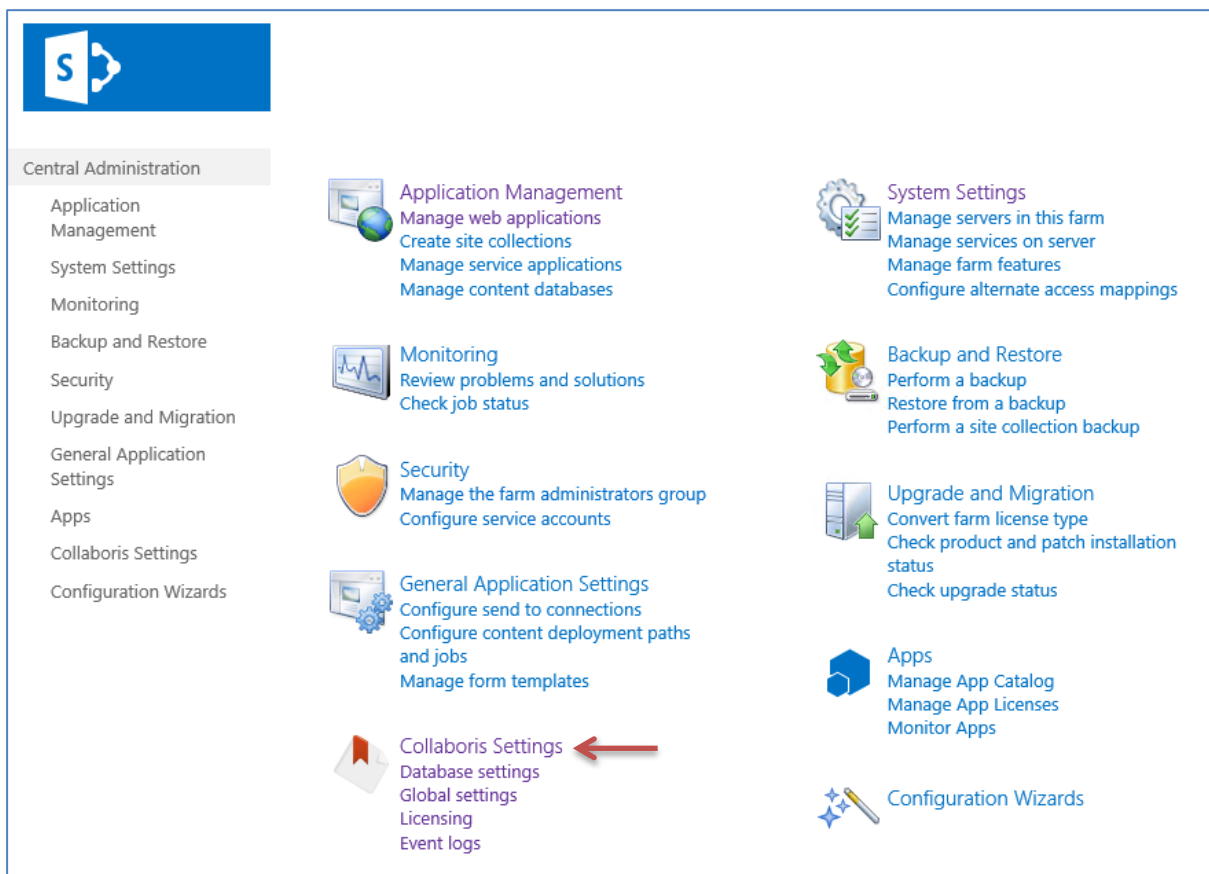 S
Central Administration
Application
Management
System Settings
Monitoring
Backup and Restore
Security
Upgrade and Migration
General Application
Settings
Apps
Collaboris Settings
Configuration Wizards
Application Management
Manage web applications
Create site collections
Manage service applications
Manage content databases
Monitoring
Review problems and solutions
Check job status
Security
Manage the farm administrators group
Configure service accounts
General Application Settings
Configure send to connections
Configure content deployment paths
and jobs
Manage form templates
Collaboris Settings
Database settings
Global settings
Licensing
Event logs
System Settings
Manage servers in this farm
Manage services on server
Manage farm features
Configure alternate access mappings
Backup and Restore
Perform a backup
Restore from a backup
Perform a site collection backup
Upgrade and Migration
Convert farm license type
Check product and patch installation
status
Check upgrade status
Apps
Manage App Catalog
Manage App Licenses
Monitor Apps
Configuration Wizards